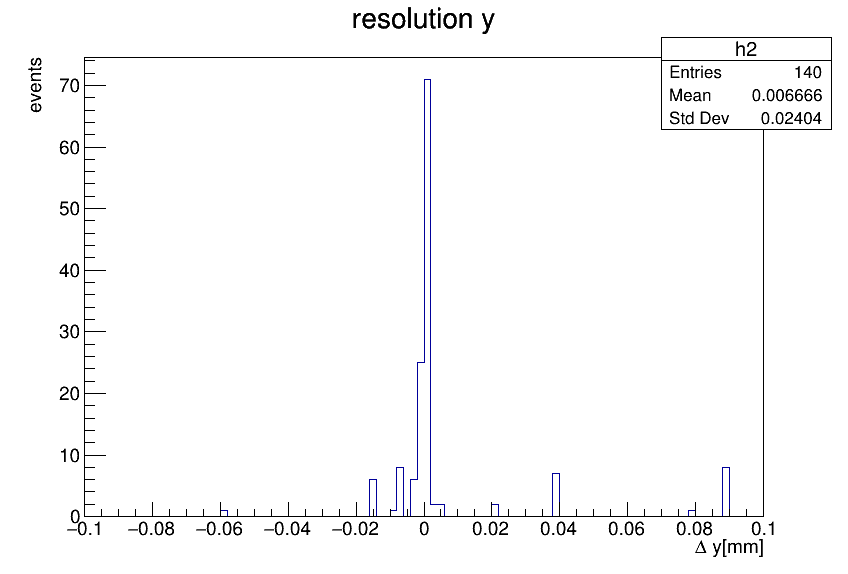 resolution y
h2
Entries 140
Mean 0.006666
Std Dev 0.02404
events
70
60
50
40
30
20
10
0
−0.1 −0.08 −0.06 −0.04 −0.02 0 0.02 0.04 0.06 0.08 0.1
Δ y[mm]